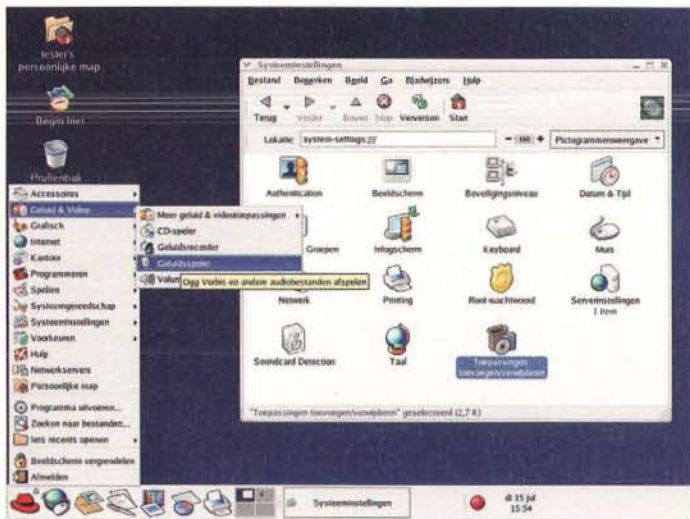 tester's
persoonlijke map
Begin hier
Prullenbak
Systeeminstellingen
Bestand Bewerken Beeld Ga Bladwijzers Hulp
Terug Verder Boven Stop Verversen Start
Lokatie: system-settings:/// 100 Pictogrammenweergave
Authentication Beeldscherm Beveiligingsniveau Datum & Tijd
Groepen Inlogscherm Keyboard Muis
Netwerk Printing Root-wachtwoord Serverinstellingen
1 item
Soundcard Detection Taal Toepassingen
toevoegen/verwijderen
"Toepassingen toevoegen/verwijderen" geselecteerd (2,7 K)
Accessoires
Geluid & Video
Grafisch
Internet
Kantoor
Programmeren
Spellen
Systeemgereedschap
Systeeminstellingen
Voorkeuren
Hulp
Netwerkservers
Persoonlijke map
Programma uitvoeren...
Zoeken naar bestanden...
Iets recents openen
Beeldscherm vergrendelen
Afmelden
Meer geluid & videotoepassingen
CD-speler
Geluidsrecorder
Geluidsspeler
Ogg Vorbis en andere audiobestanden afspelen
Systeeminstellingen
di 15 jul
15:54